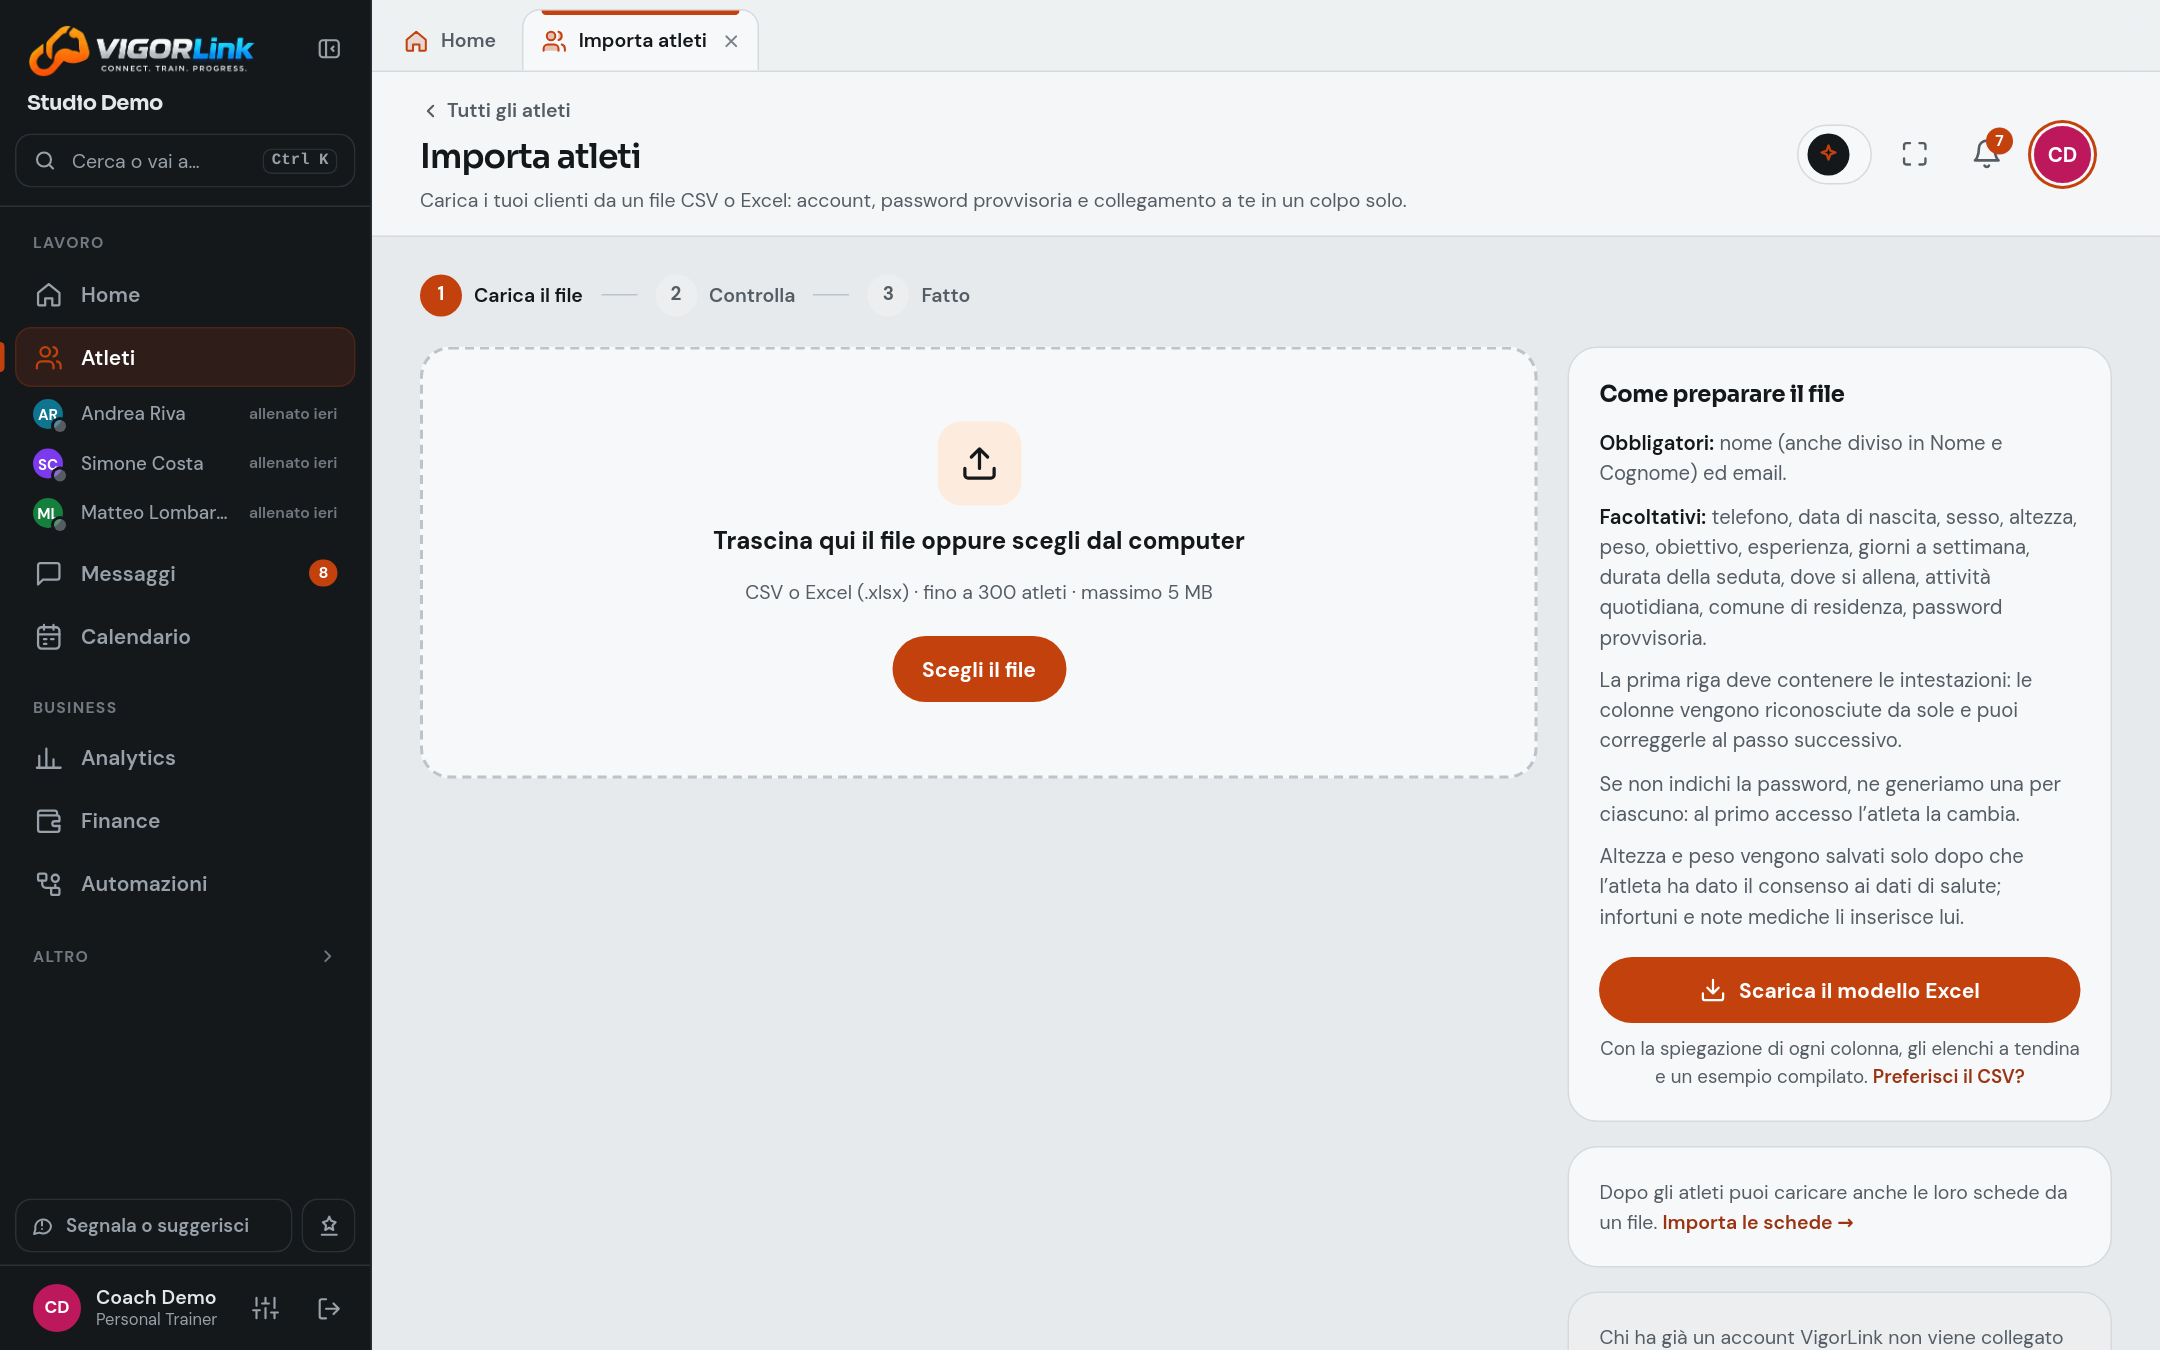 VIGORLink
CONNECT. TRAIN. PROGRESS.
Studio Demo
Cerca o vai a...
Ctrl K
LAVORO
Home
Atleti
AR
Andrea Riva
allenato ieri
SC
Simone Costa
allenato ieri
Matteo Lombar...
allenato ieri
Messaggi
8
Calendario
BUSINESS
Analytics
Finance
Automazioni
ALTRO
Segnala o suggerisci
CD
Coach Demo
Personal Trainer
Home
Importa atleti
Tutti gli atleti
Importa atleti
Carica i tuoi clienti da un file CSV o Excel: account, password provvisoria e collegamento a te in un colpo solo.
7
CD
1
Carica il file
2
Controlla
3
Fatto
Trascina qui il file oppure scegli dal computer
CSV o Excel (.xlsx) · fino a 300 atleti · massimo 5 MB
Scegli il file
Come preparare il file
Obbligatori: nome (anche diviso in Nome e
Cognome) ed email.
Facoltativi: telefono, data di nascita, sesso, altezza,
peso, obiettivo, esperienza, giorni a settimana,
durata della seduta, dove si allena, attività
quotidiana, comune di residenza, password
provvisoria.
La prima riga deve contenere le intestazioni: le
colonne vengono riconosciute da sole e puoi
correggerle al passo successivo.
Se non indichi la password, ne generiamo una per
ciascuno: al primo accesso l’atleta la cambia.
Altezza e peso vengono salvati solo dopo che
l’atleta ha dato il consenso ai dati di salute;
infortuni e note mediche li inserisce lui.
Scarica il modello Excel
Con la spiegazione di ogni colonna, gli elenchi a tendina
e un esempio compilato. Preferisci il CSV?
Dopo gli atleti puoi caricare anche le loro schede da
un file. Importa le schede →
Chi ha già un account VigorLink non viene collegato